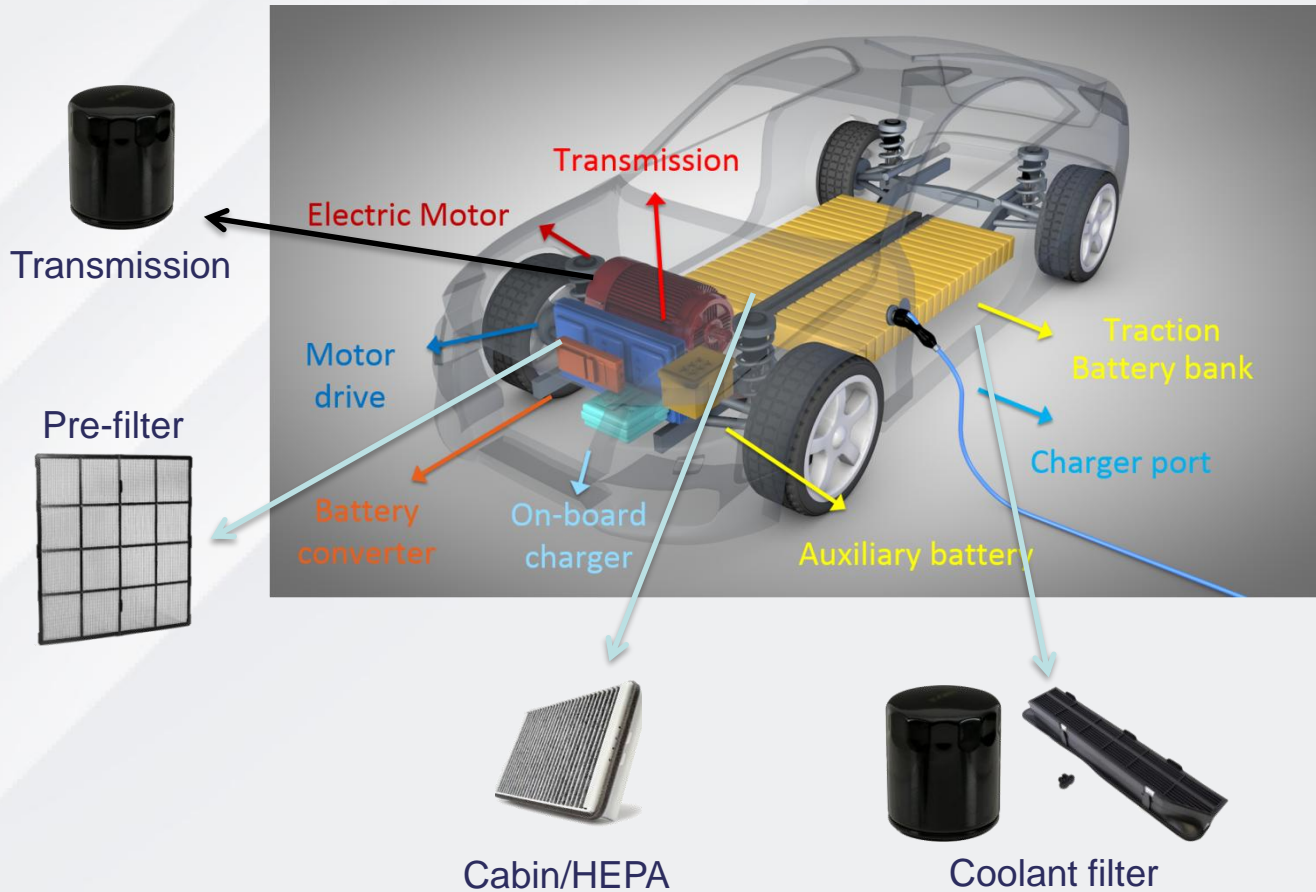 Transmission
Electric Motor
Transmission
Motor
drive
Traction
Battery bank
Pre-filter
Charger port
Battery
converter
On-board
charger
Auxiliary battery
Cabin/HEPA
Coolant filter